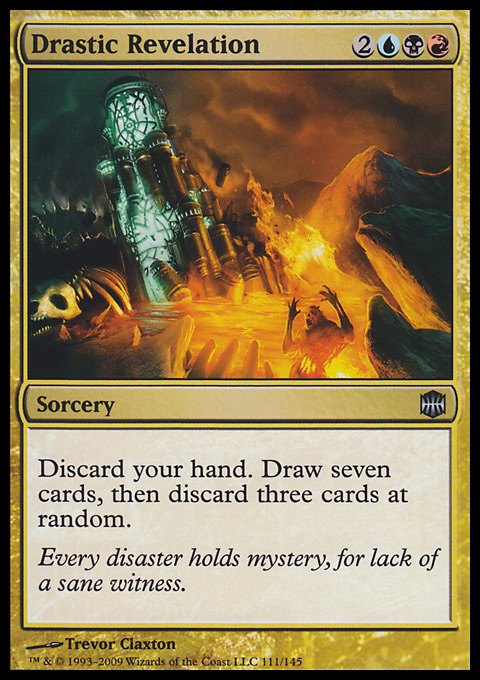 Drastic Revelation 2
Sorcery
Discard your hand. Draw seven
cards, then discard three cards at
random.
Every disaster holds mystery, for lack of
a sane witness.
Trevor Claxton
™ & © 1993–2009 Wizards of the Coast LLC 111/145